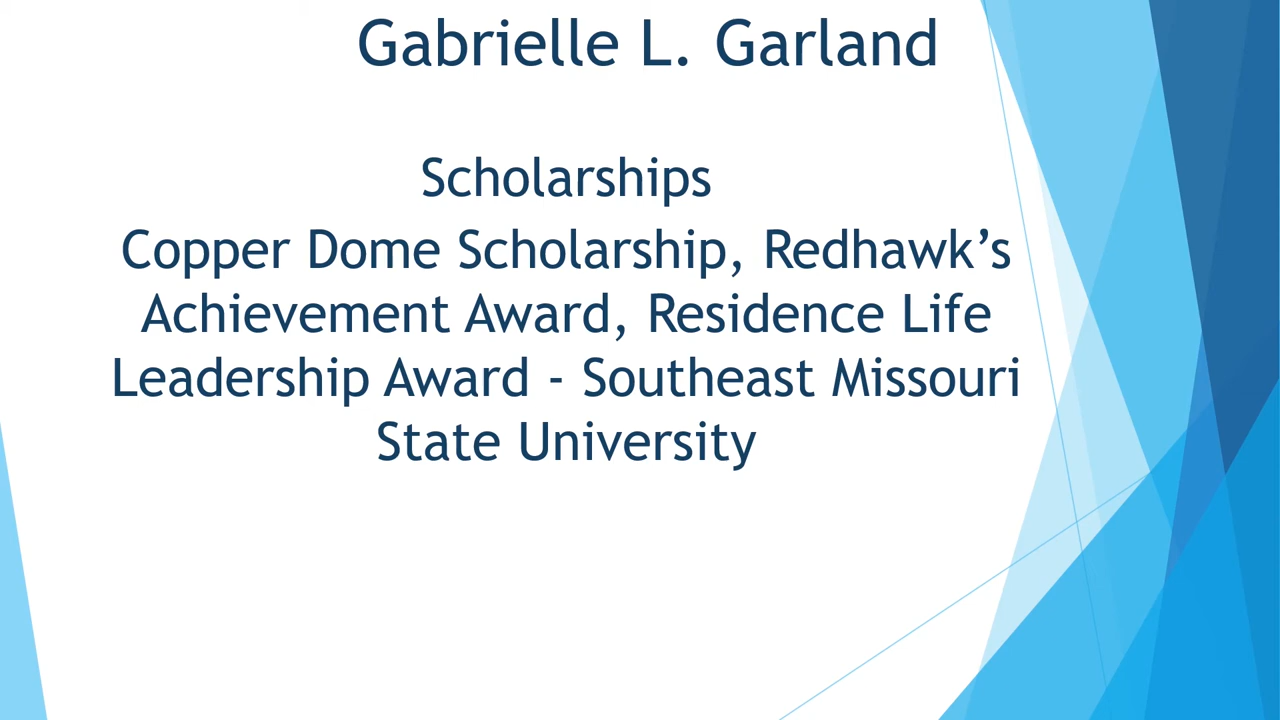 Gabrielle L. Garland
Scholarships
Copper Dome Scholarship, Redhawk’s
Achievement Award, Residence Life
Leadership Award - Southeast Missouri
State University